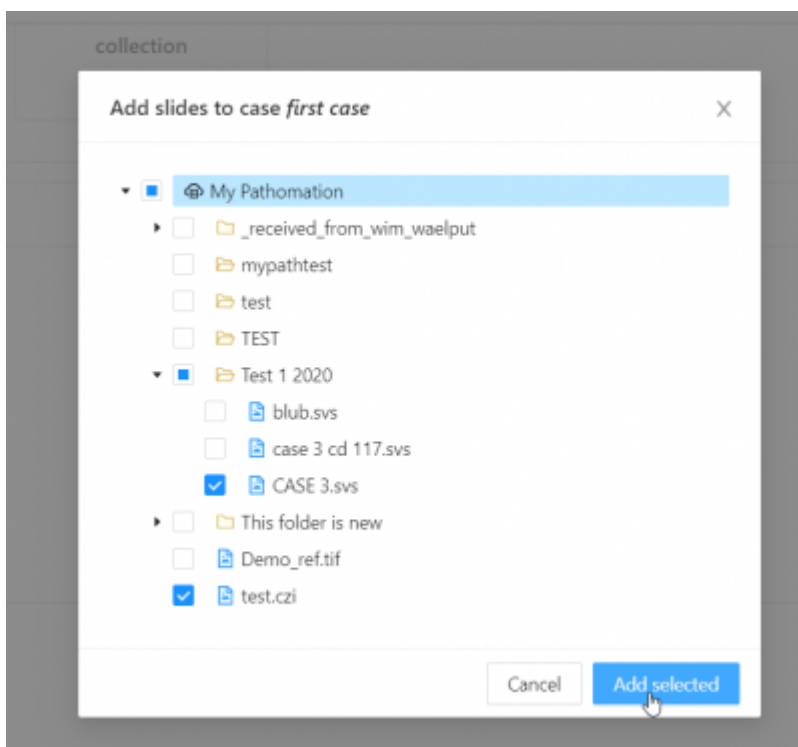 collection
Add slides to case first case
My Pathomation
_received_from_wim_waelput
mypathtest
test
TEST
Test 1 2020
blub.svs
case 3 cd 117.svs
CASE 3.svs
This folder is new
Demo_ref.tif
test.czi
Cancel Add selected